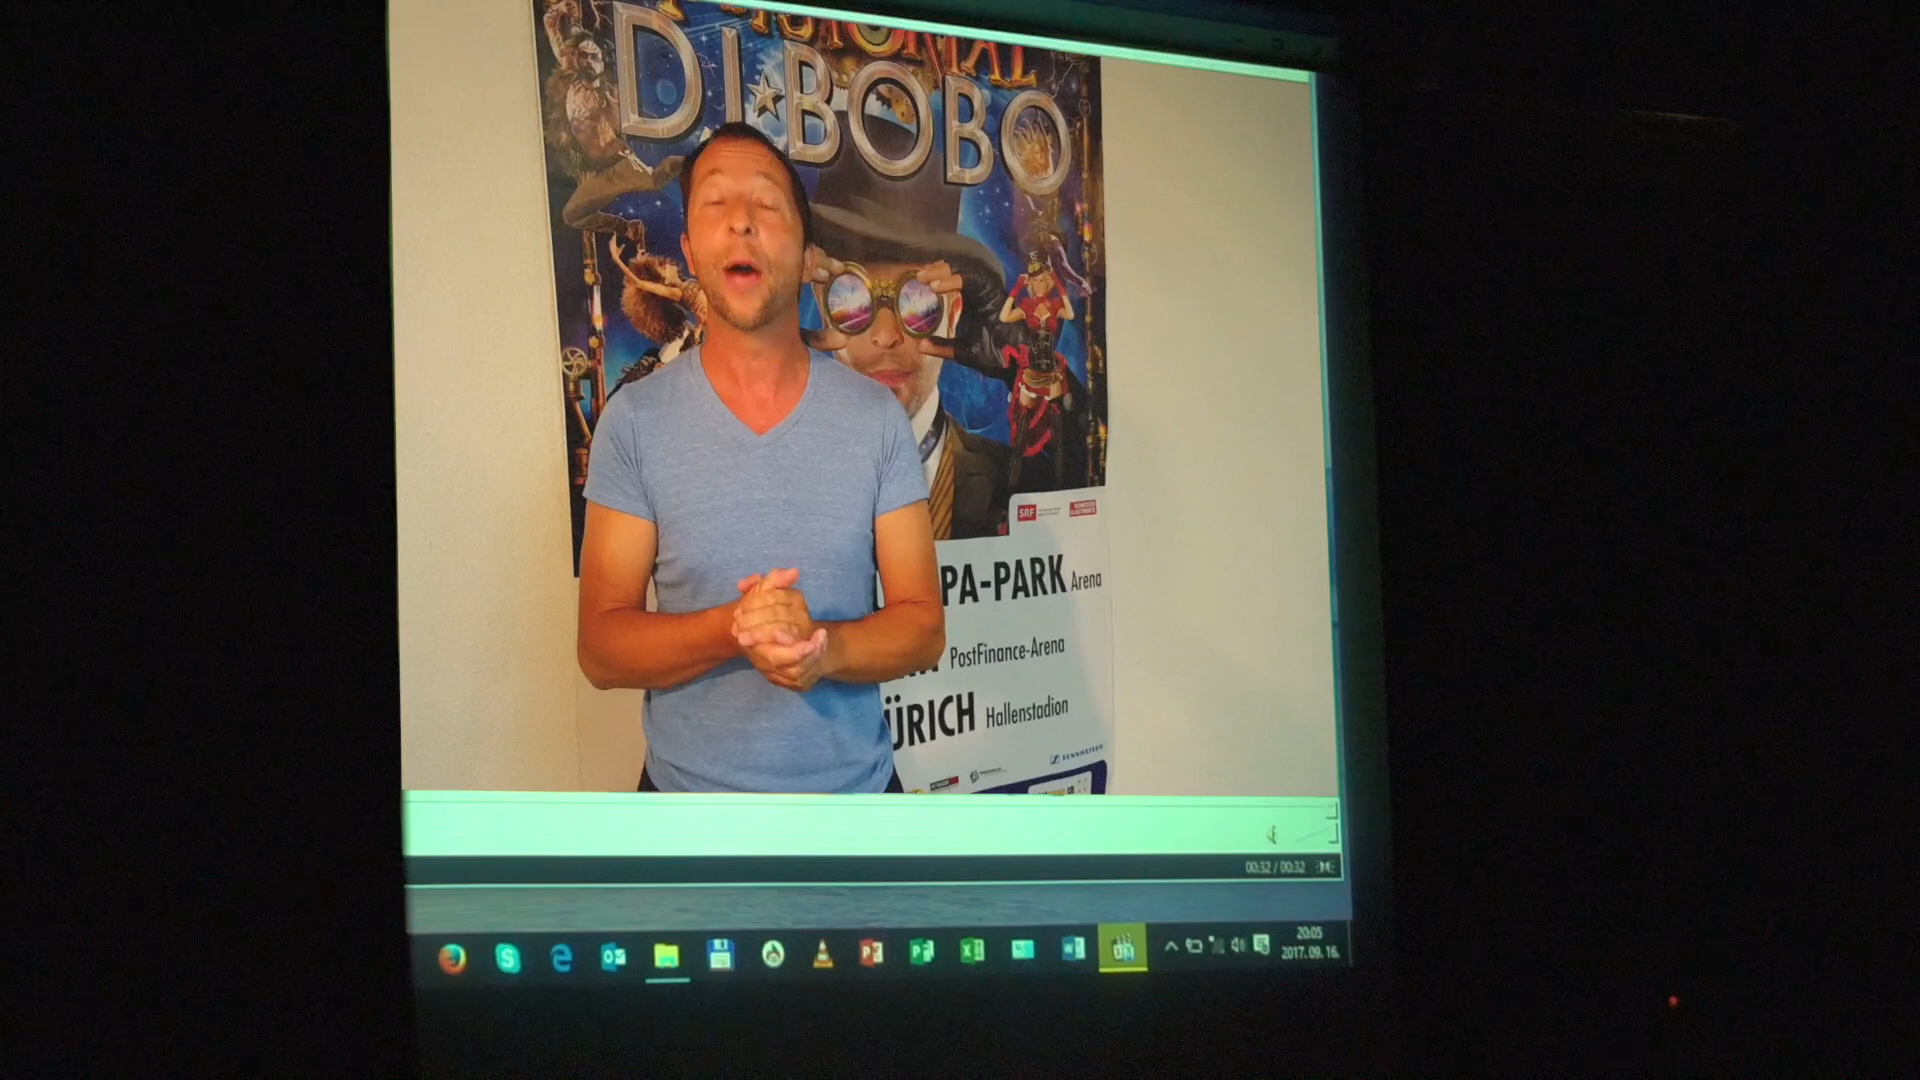 DJ★BOBO
SRF
PA-PARK Arena
PostFinance-Arena
ÜRICH Hallenstadion
SENNHEISER
00:32 / 00:32
20:05
2017. 09. 16.